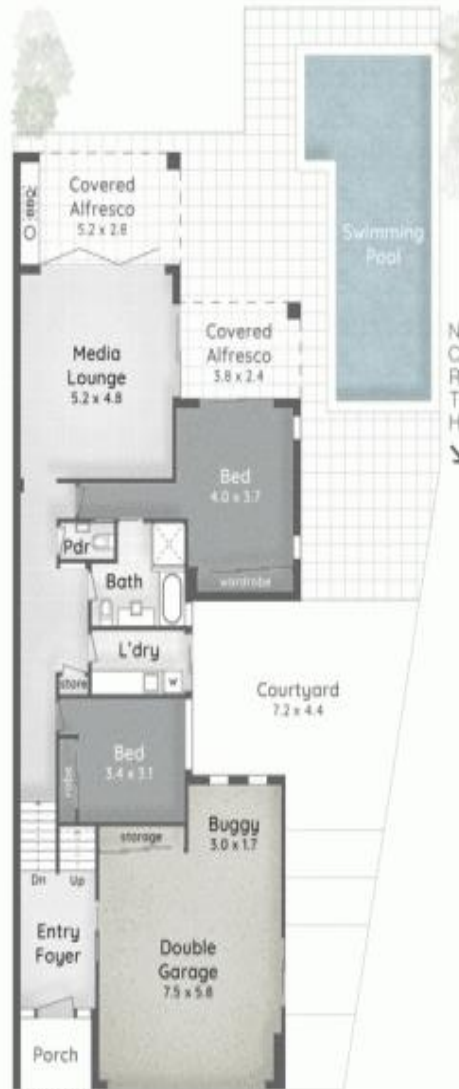 Covered
Alfresco
5.2 x 2.8
BBQ
Swimming
Pool
Covered
Alfresco
3.8 x 2.4
Media
Lounge
5.2 x 4.8
N
O
R
T
H
Bed
4.0 x 3.7
wardrobe
Pdr
Bath
L'dry
store
w
Courtyard
7.2 x 4.4
Bed
3.4 x 3.1
robe
Buggy
3.0 x 1.7
storage
Dn Up
Entry
Foyer
Double
Garage
7.5 x 5.8
Porch